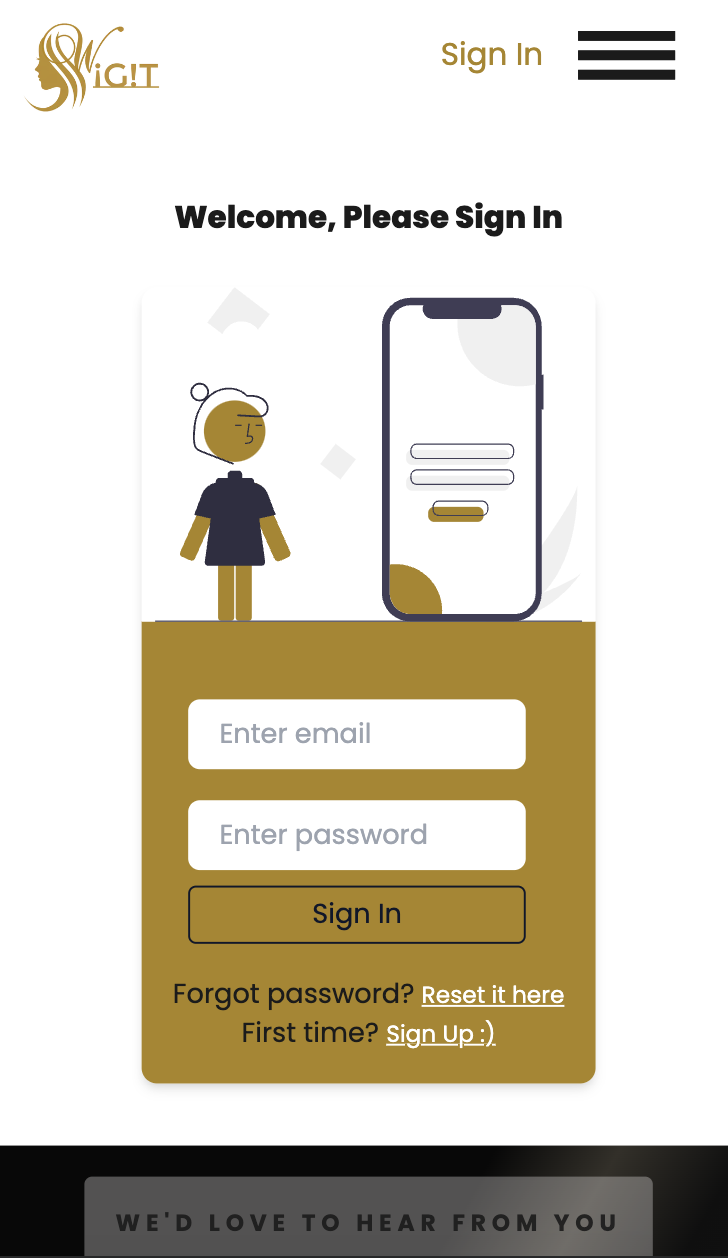 WiG!T
Sign In
Welcome, Please Sign In
Enter email
Enter password
Sign In
Forgot password? Reset it here
First time? Sign Up :)
WE'D LOVE TO HEAR FROM YOU